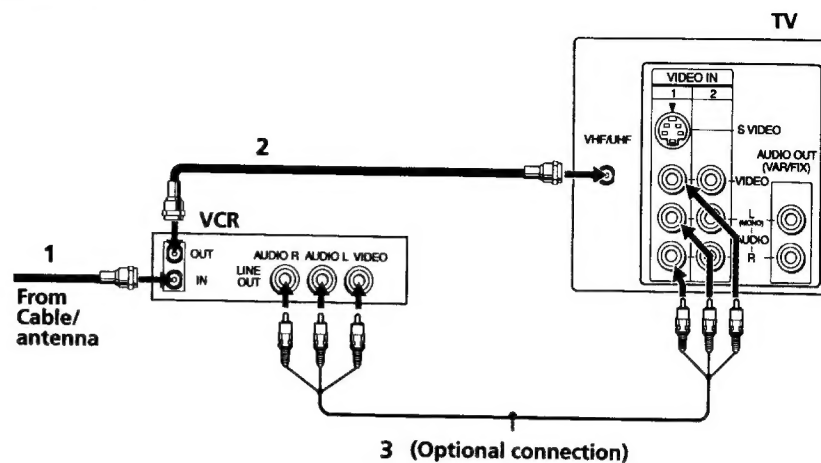 TV
VIDEO IN
1 2
VHF/UHF
S VIDEO
AUDIO OUT
(VAR/FIX)
VIDEO
L
(MONO)
AUDIO
R
2
VCR
1
OUT
IN
AUDIO R AUDIO L VIDEO
LINE
OUT
From
Cable/
antenna
3 (Optional connection)